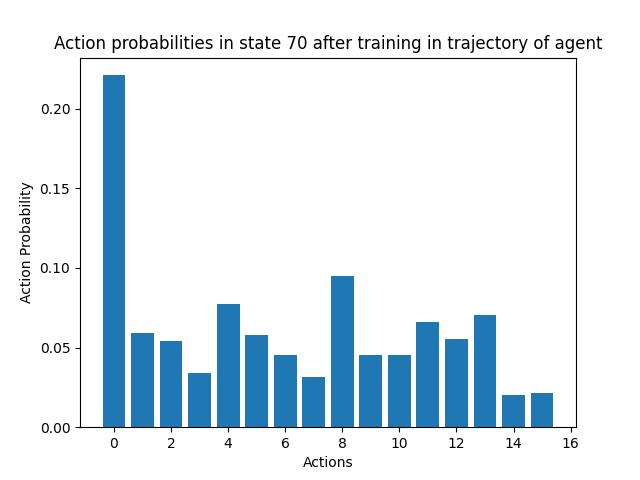 Action probabilities in state 70 after training in trajectory of agent
0.20
0.15
0.10
0.05
0.00
Action Probability
0 2 4 6 8 10 12 14 16
Actions